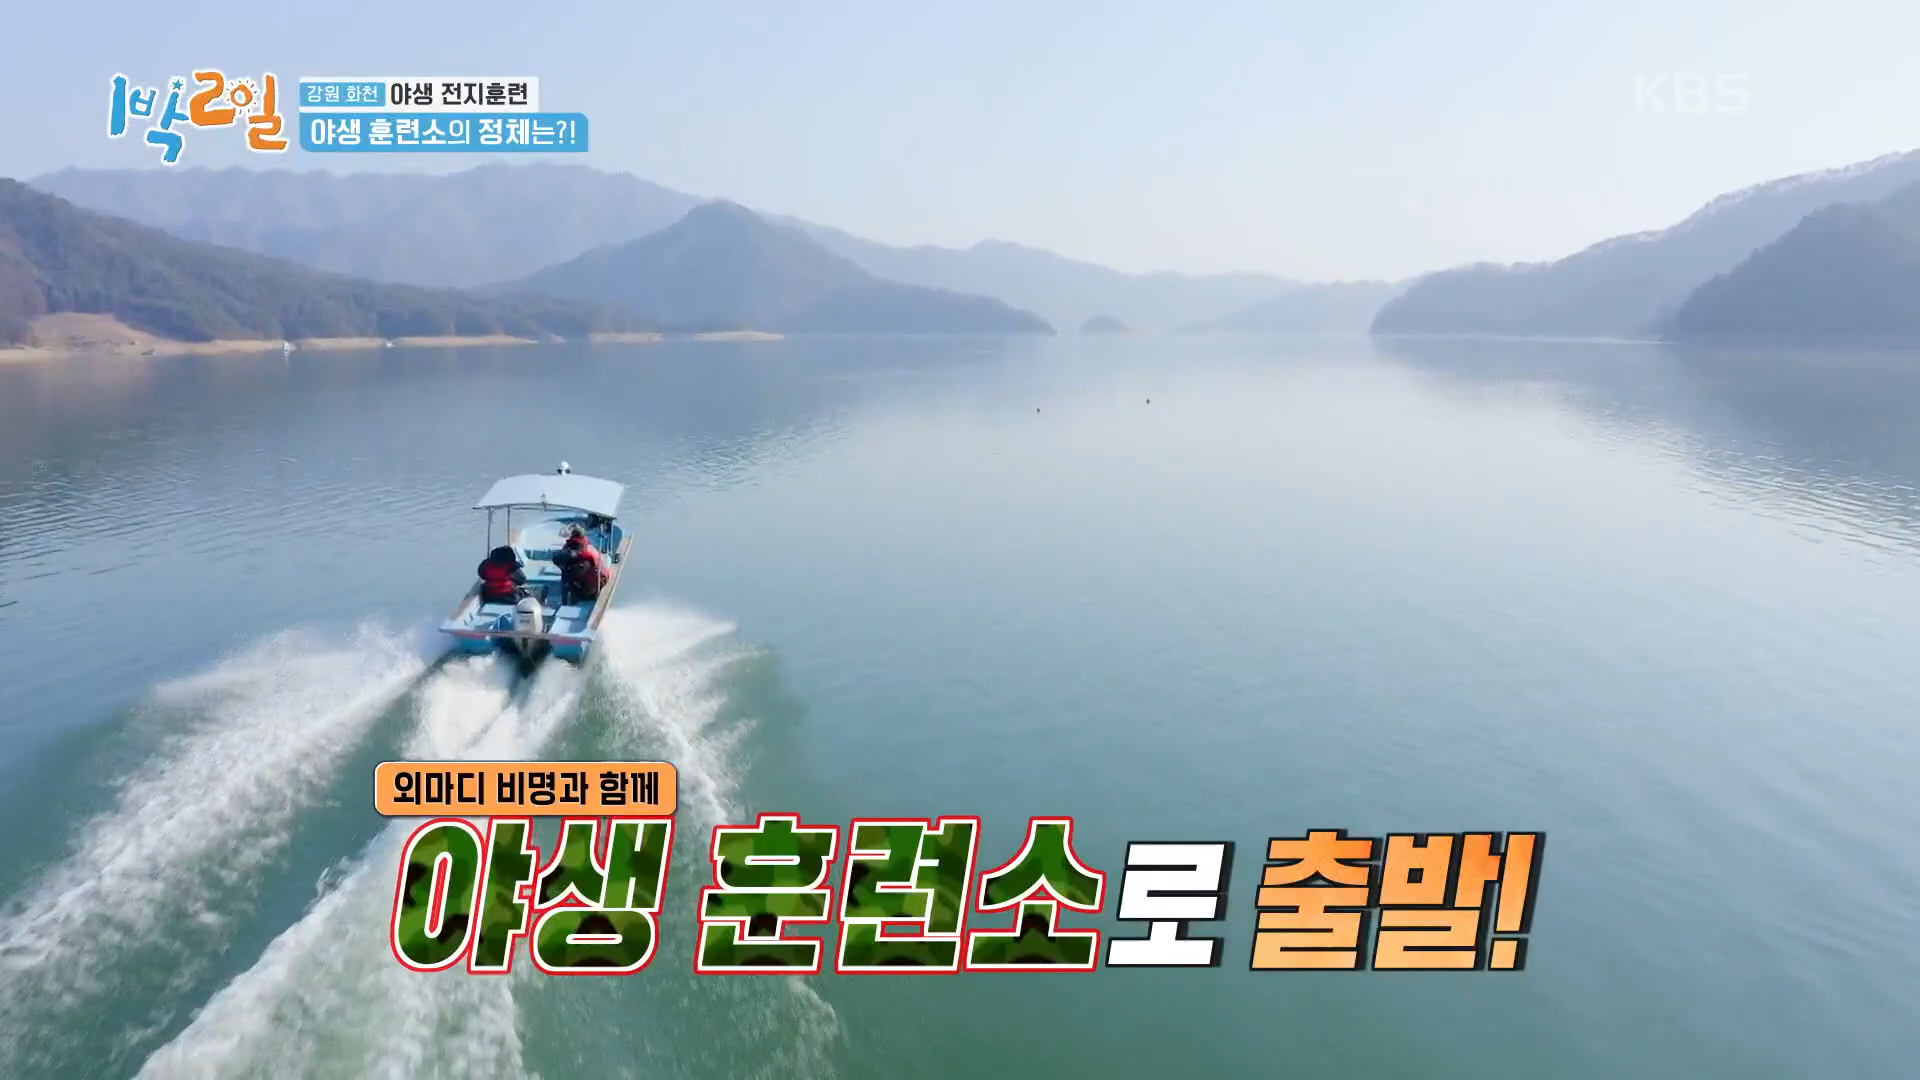 1박2일
강원 화천 야생 전지훈련
야생 훈련소의 정체는?!
KBS
외마디 비명과 함께
야생 훈련소로 출발!